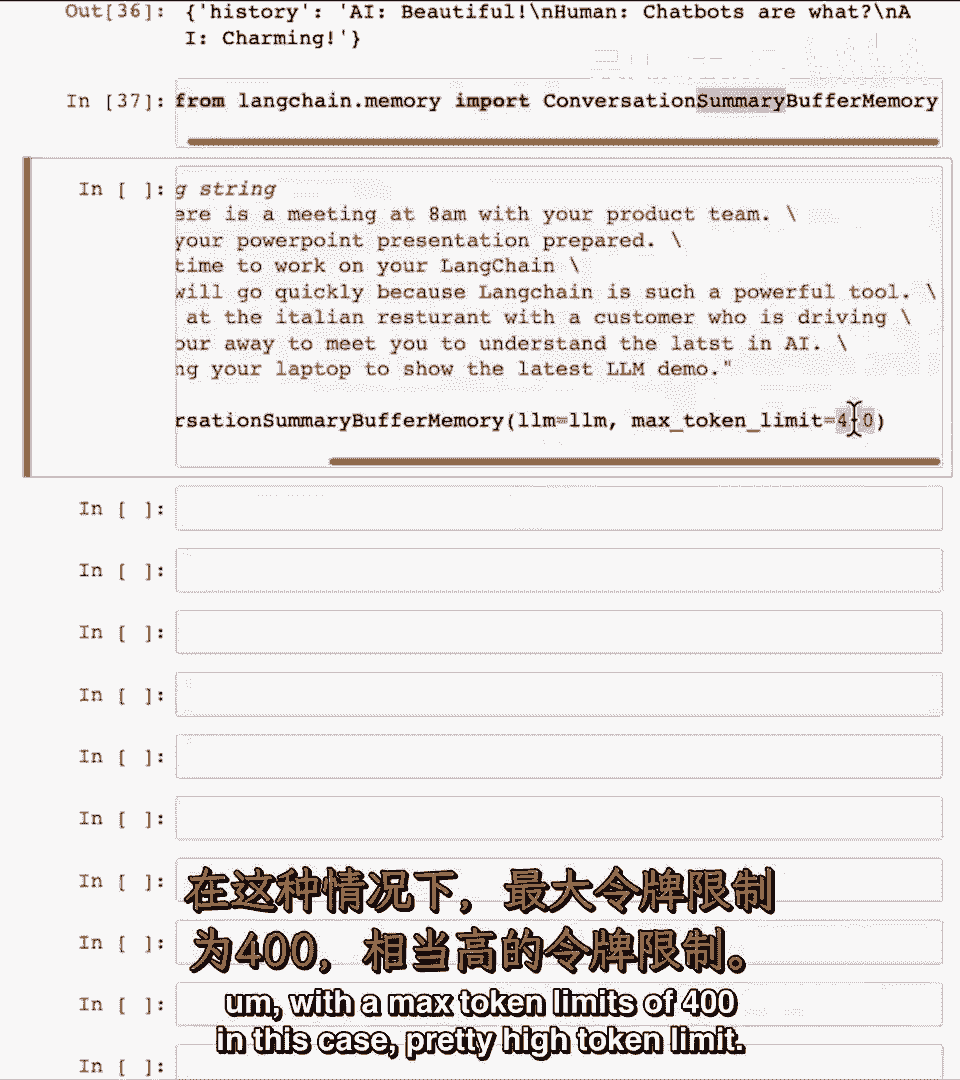 Out[36]: {'history': 'AI: Beautiful!\nHuman: Chatbots are what?\nA
I: Charming!'}
In [37]: from langchain.memory import ConversationSummaryBufferMemory
In [ ]: g string
ere is a meeting at 8am with your product team. \
your powerpoint presentation prepared. \
time to work on your LangChain \
will go quickly because Langchain is such a powerful tool. \
at the italian resturant with a customer who is driving \
our away to meet you to understand the latst in AI. \
ng your laptop to show the latest LLM demo."
rsationSummaryBufferMemory(llm=llm, max_token_limit=400)
In [ ]:
In [ ]:
In [ ]:
In [ ]:
In [ ]:
In [ ]:
In [ ]:
In [ ]:
In [ ]:
In [ ]:
在这种情况下，最大令牌限制
为400，相当高的令牌限制。
um, with a max token limits of 400
in this case, pretty high token limit.